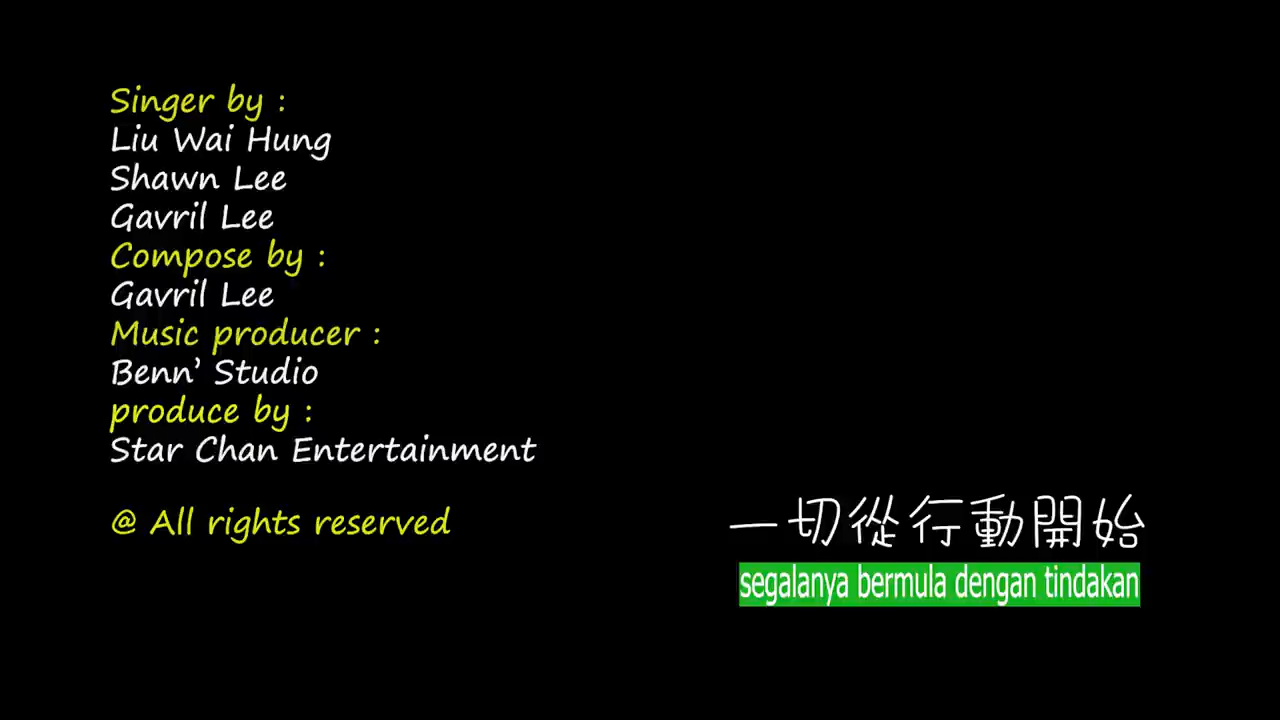 Singer by :
Liu Wai Hung
Shawn Lee
Gavril Lee
Compose by :
Gavril Lee
Music producer :
Benn’ Studio
produce by :
Star Chan Entertainment
@ All rights reserved
一切從行動開始
segalanya bermula dengan tindakan